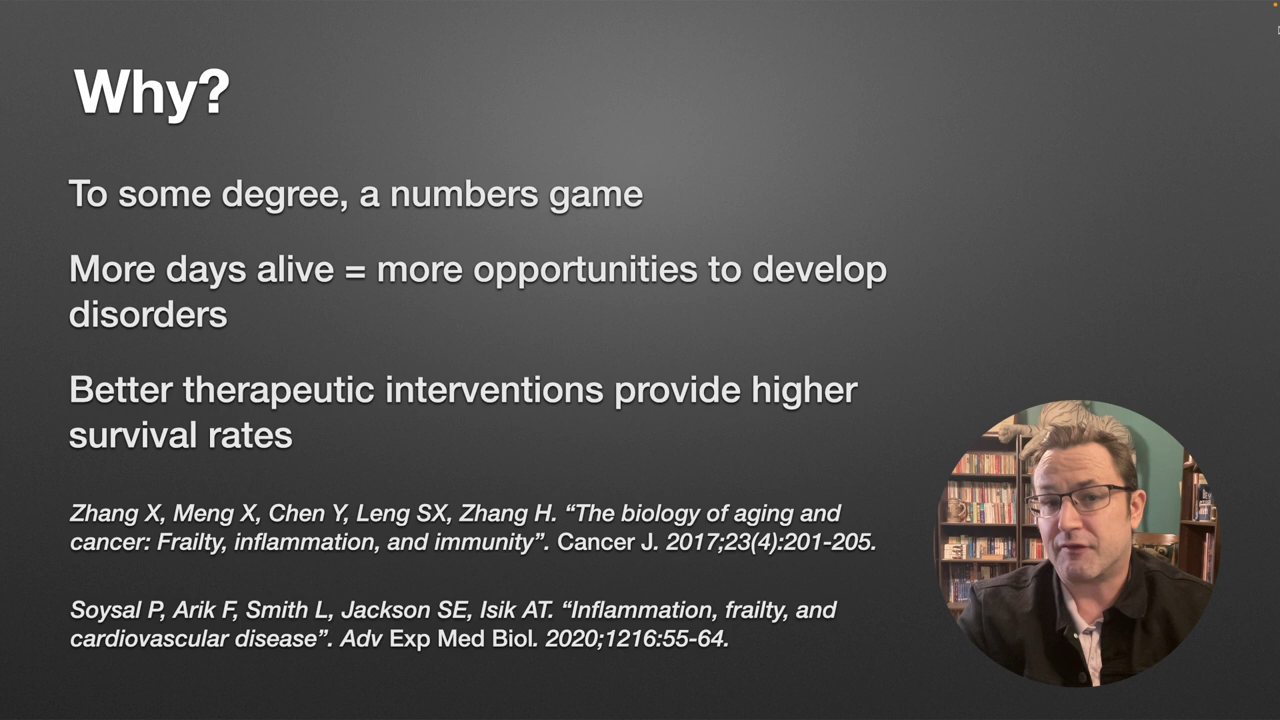 Why?
To some degree, a numbers game
More days alive = more opportunities to develop
disorders
Better therapeutic interventions provide higher
survival rates
Zhang X, Meng X, Chen Y, Leng SX, Zhang H. “The biology of aging and
cancer: Frailty, inflammation, and immunity”. Cancer J. 2017;23(4):201-205.
Soysal P, Arik F, Smith L, Jackson SE, Isik AT. “Inflammation, frailty, and
cardiovascular disease”. Adv Exp Med Biol. 2020;1216:55-64.